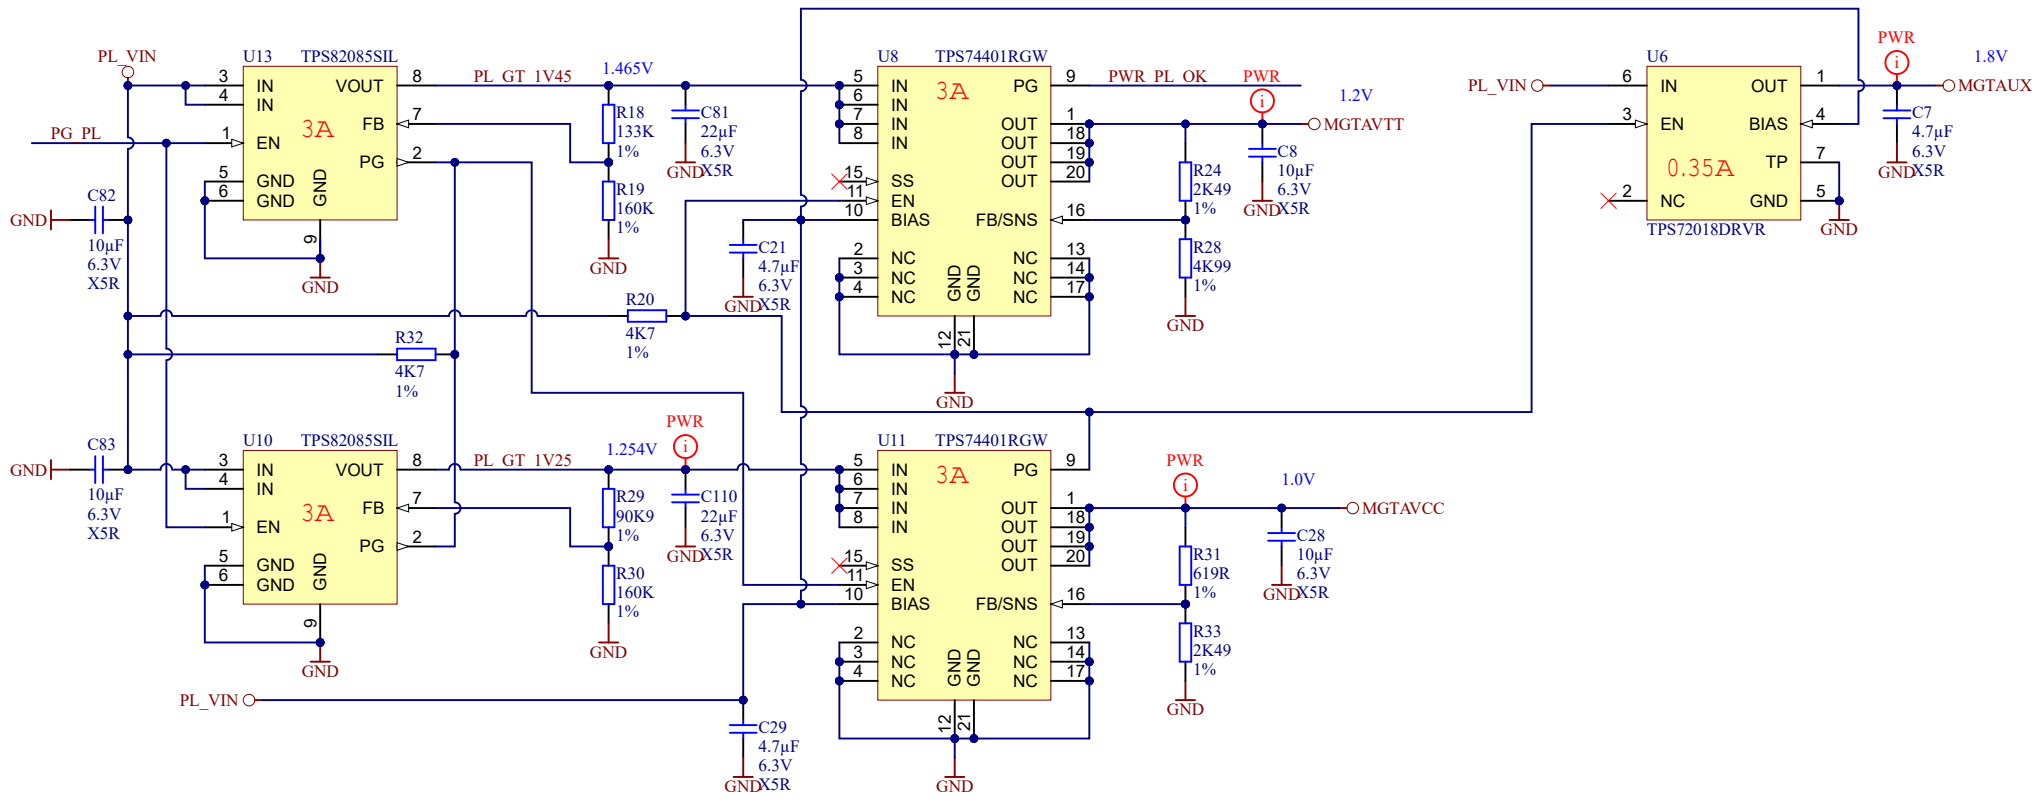 PL_VIN
PG_PL
U13 TPS82085SIL
3 IN
4 IN
1 EN
5 GND
6 GND
GND
9
VOUT 8
FB 7
PG 2
3A
GND
C82
10µF
6.3V
X5R
GND
PL_GT_1V45
1.465V
R18
133K
1%
R19
160K
1%
GND
C81
22µF
6.3V
X5R
GND
U8 TPS74401RGW
3A
5 IN
6 IN
7 IN
8 IN
15 SS
11 EN
10 BIAS
2 NC
3 NC
4 NC
PG 9
OUT 1
OUT 18
OUT 19
OUT 20
FB/SNS 16
NC 13
NC 14
NC 17
GND
GND
12
21
GND
C21
4.7µF
6.3V
X5R
GND
PWR_PL_OK
PWR
i
1.2V
MGTAVTT
R24
2K49
1%
R28
4K99
1%
GND
C8
10µF
6.3V
X5R
GND
PL_VIN
U6
6 IN
3 EN
2 NC
OUT 1
BIAS 4
TP 7
GND 5
0.35A
TPS72018DRVR
GND
PWR
i
1.8V
MGTAUX
C7
4.7µF
6.3V
X5R
GND
R20
4K7
1%
R32
4K7
1%
C83
10µF
6.3V
X5R
GND
U10 TPS82085SIL
3 IN
4 IN
1 EN
5 GND
6 GND
GND
9
VOUT 8
FB 7
PG 2
3A
GND
PL_GT_1V25
1.254V
PWR
i
R29
90K9
1%
R30
160K
1%
GND
C110
22µF
6.3V
X5R
GND
U11 TPS74401RGW
3A
5 IN
6 IN
7 IN
8 IN
15 SS
11 EN
10 BIAS
2 NC
3 NC
4 NC
PG 9
OUT 1
OUT 18
OUT 19
OUT 20
FB/SNS 16
NC 13
NC 14
NC 17
GND
GND
12
21
GND
PWR
i
1.0V
MGTAVCC
R31
619R
1%
R33
2K49
1%
GND
C28
10µF
6.3V
X5R
GND
PL_VIN
C29
4.7µF
6.3V
X5R
GND